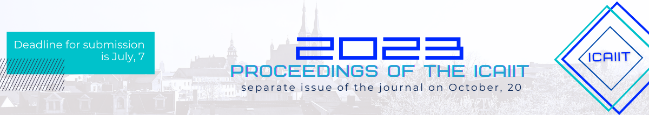 Deadline for submission
is July, 7
2023
PROCEEDINGS OF THE ICAIIT
separate issue of the journal on October, 20
ICAIIT